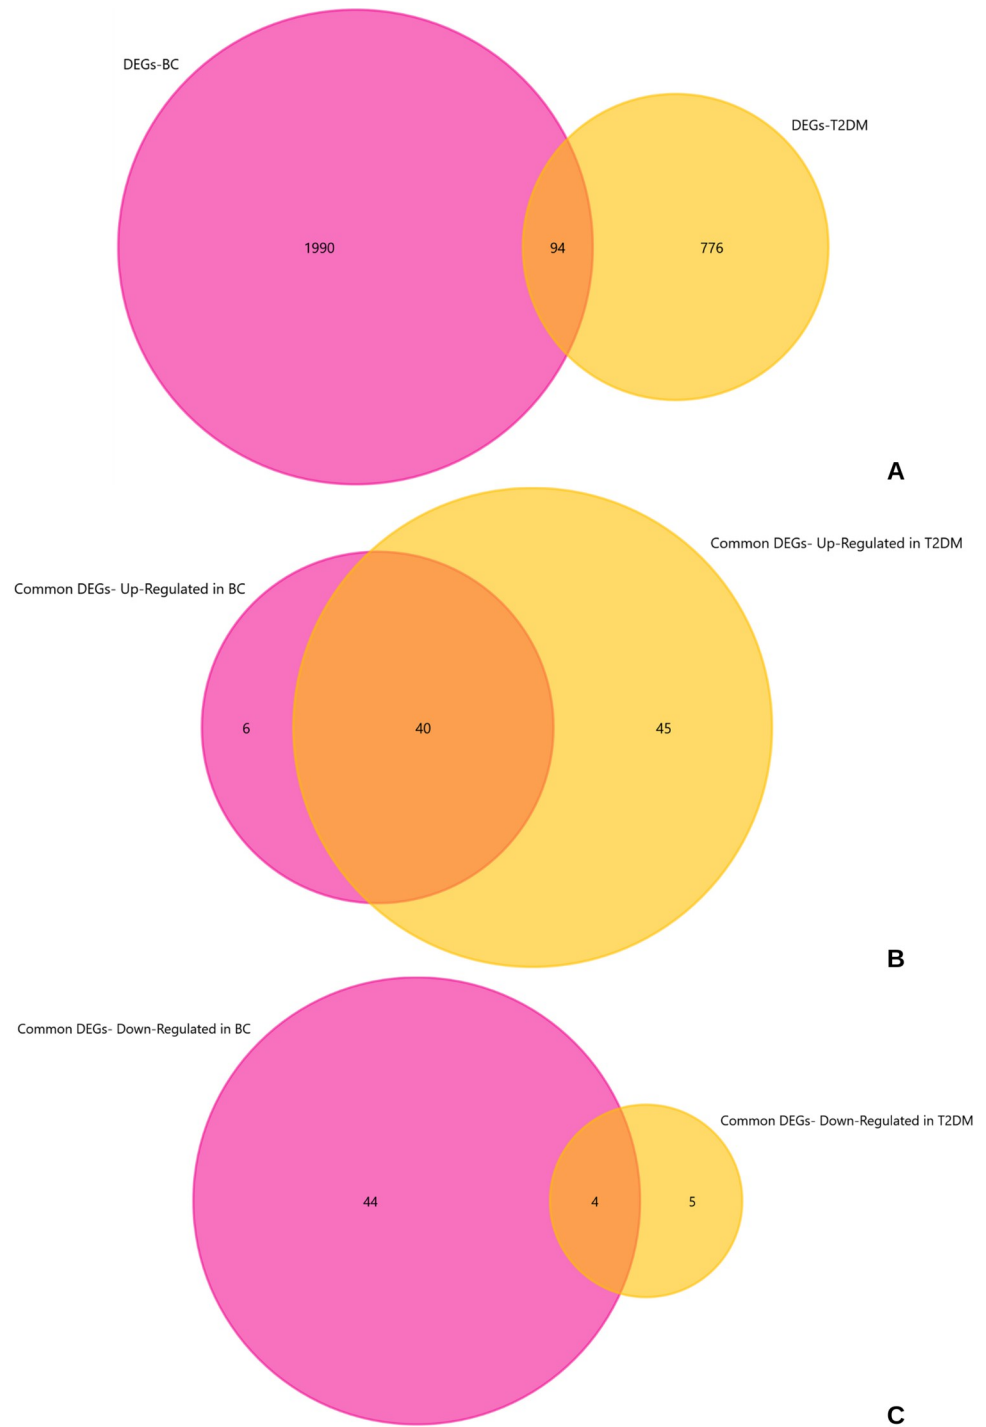 DEGs-BC
DEGs-T2DM
1990
94
776
A
Common DEGs- Up-Regulated in T2DM
Common DEGs- Up-Regulated in BC
6
40
45
B
Common DEGs- Down-Regulated in BC
Common DEGs- Down-Regulated in T2DM
44
4
5
C